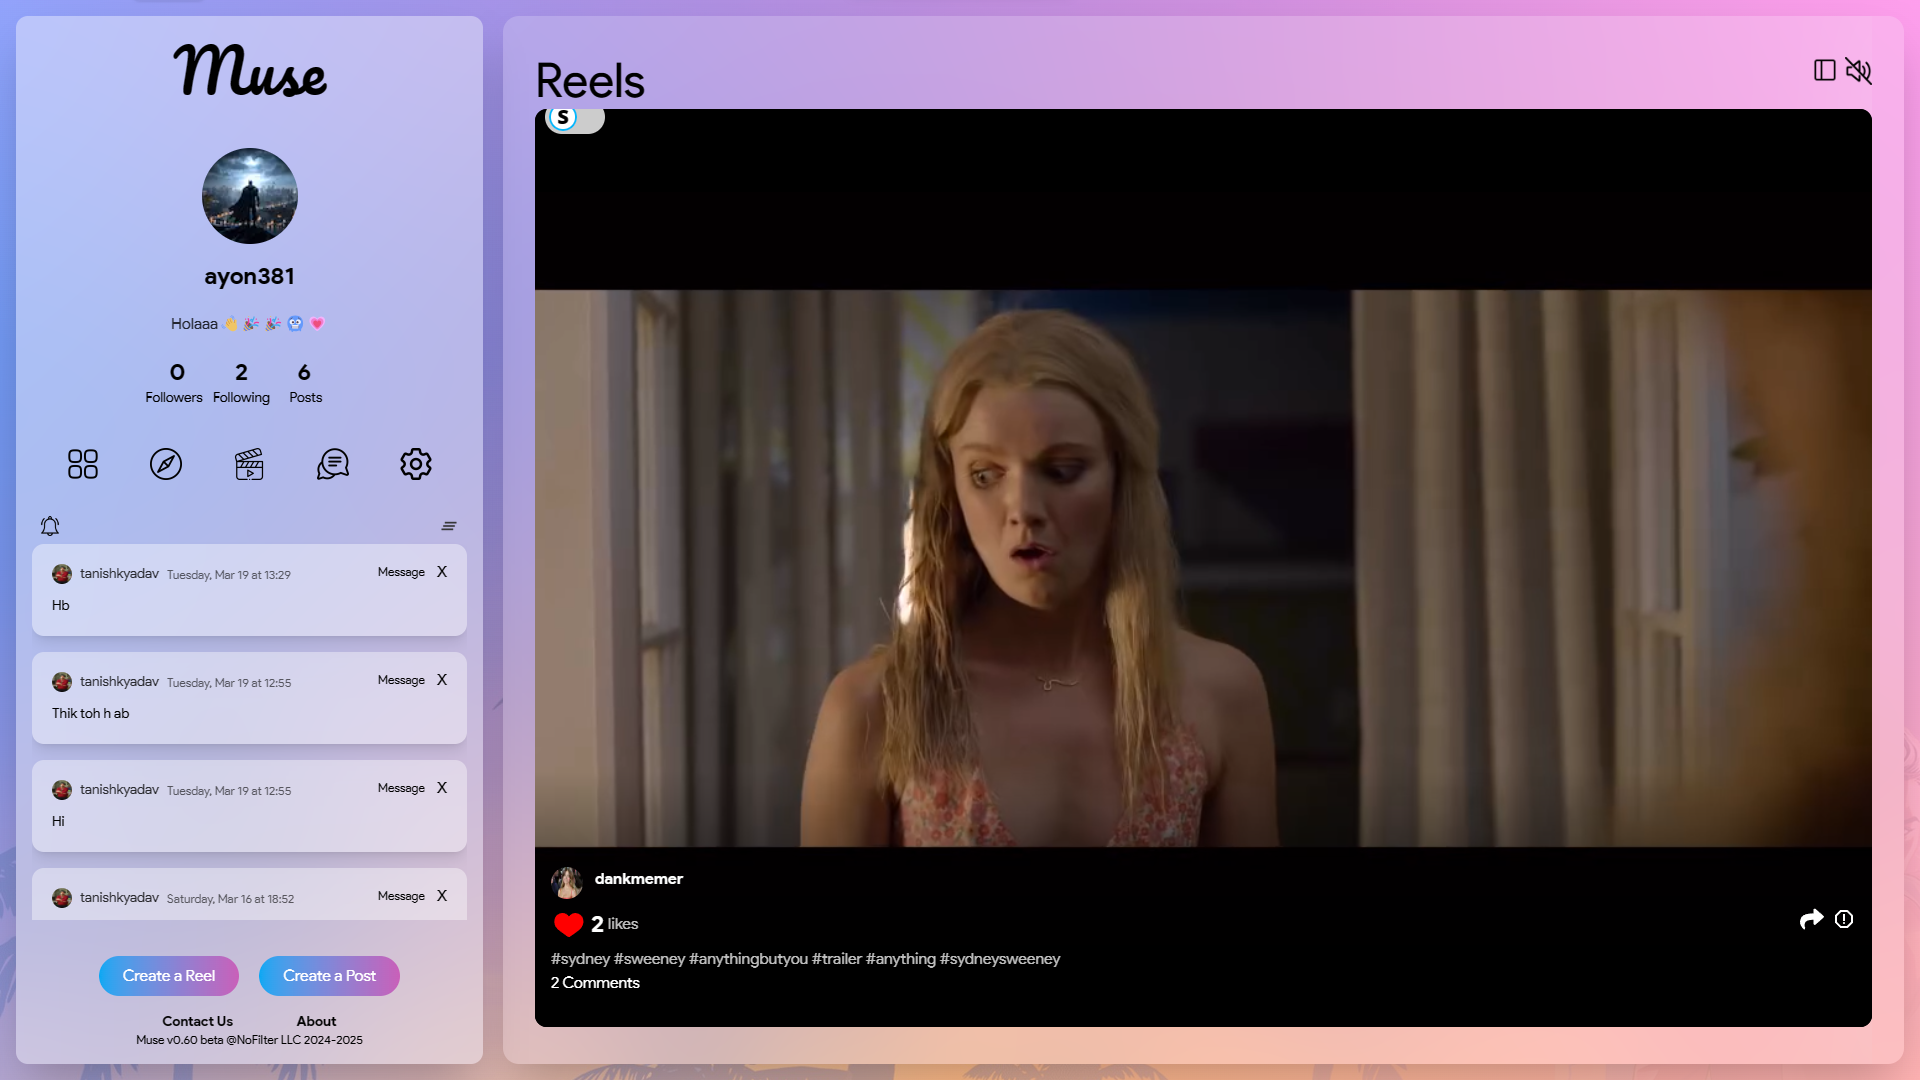 Muse
ayon381
Holaaa
0 2 6
Followers Following Posts
tanishkyadav Tuesday, Mar 19 at 13:29 Message X
Hb
tanishkyadav Tuesday, Mar 19 at 12:55 Message X
Thik toh h ab
tanishkyadav Tuesday, Mar 19 at 12:55 Message X
Hi
tanishkyadav Saturday, Mar 16 at 18:52 Message X
Create a Reel Create a Post
Contact Us About
Muse v0.60 beta @NoFilter LLC 2024-2025
Reels
S
dankmemer
2 likes
#sydney #sweeney #anythingbutyou #trailer #anything #sydneysweeney
2 Comments